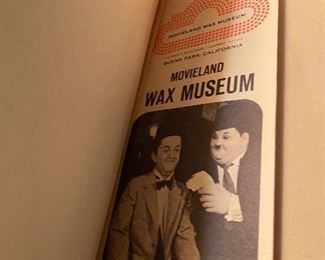 MOVIELAND WAX MUSEUM
BUENA PARK, CALIFORNIA
MOVIELAND
WAX MUSEUM